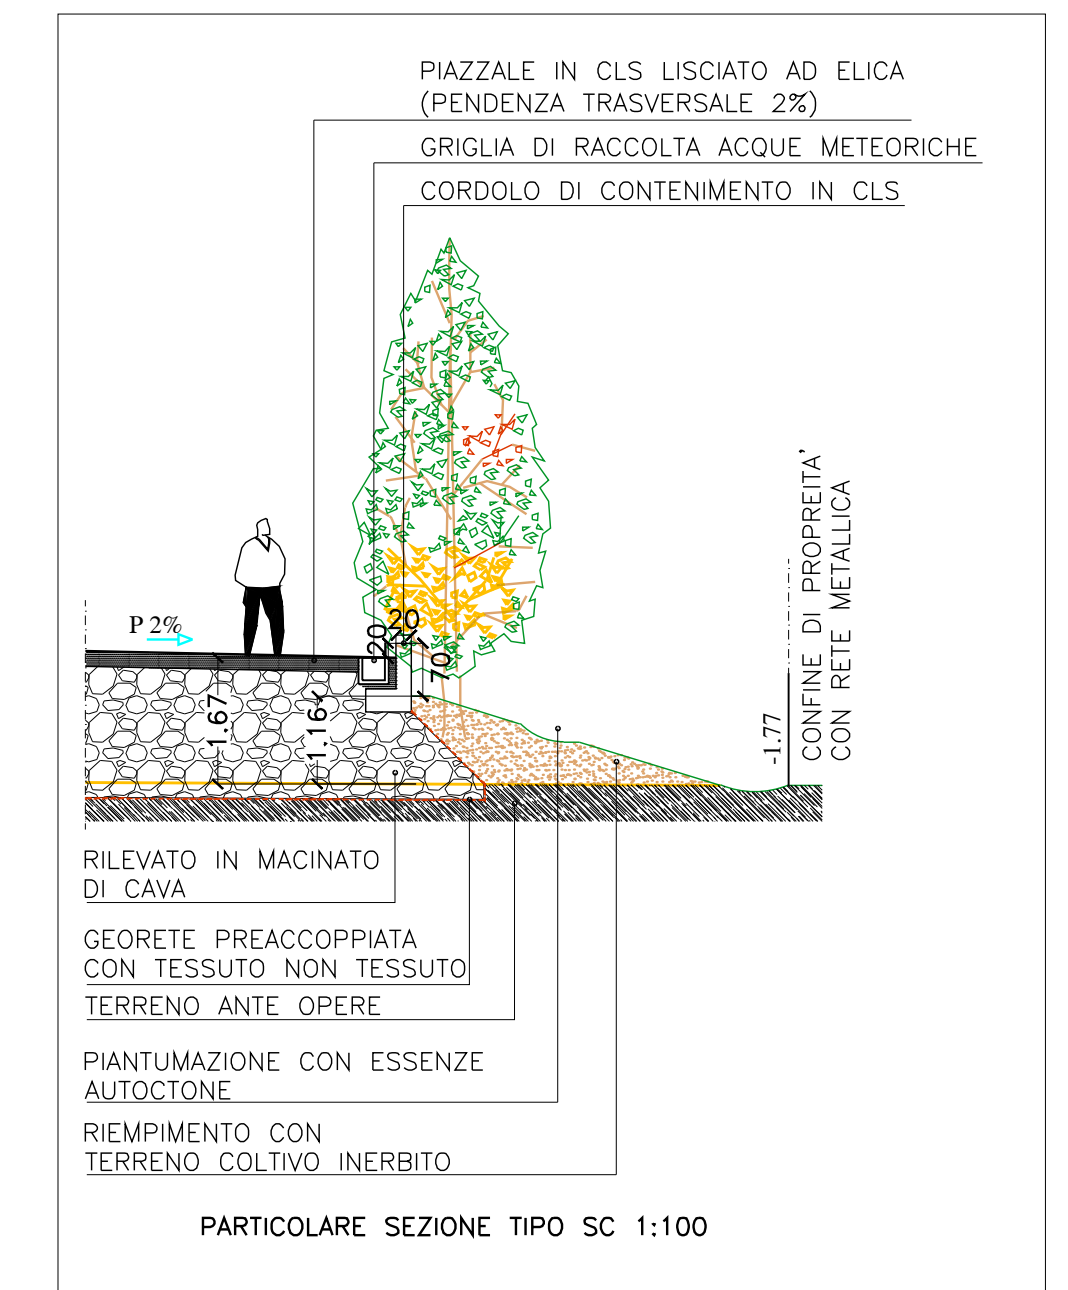 PIAZZALE IN CLS LISCIATO AD ELICA
(PENDENZA TRASVERSALE 2%)
GRIGLIA DI RACCOLTA ACQUE METEORICHE
CORDOLO DI CONTENIMENTO IN CLS
CONFINE DI PROPREITA'
CON RETE METALLICA
P 2%
20
20
70
1.67
1.16
-1.77
RILEVATO IN MACINATO
DI CAVA
GEORETE PREACCOPPIATA
CON TESSUTO NON TESSUTO
TERRENO ANTE OPERE
PIANTUMAZIONE CON ESSENZE
AUTOCTONE
RIEMPIMENTO CON
TERRENO COLTIVO INERBITO
PARTICOLARE SEZIONE TIPO SC 1:100